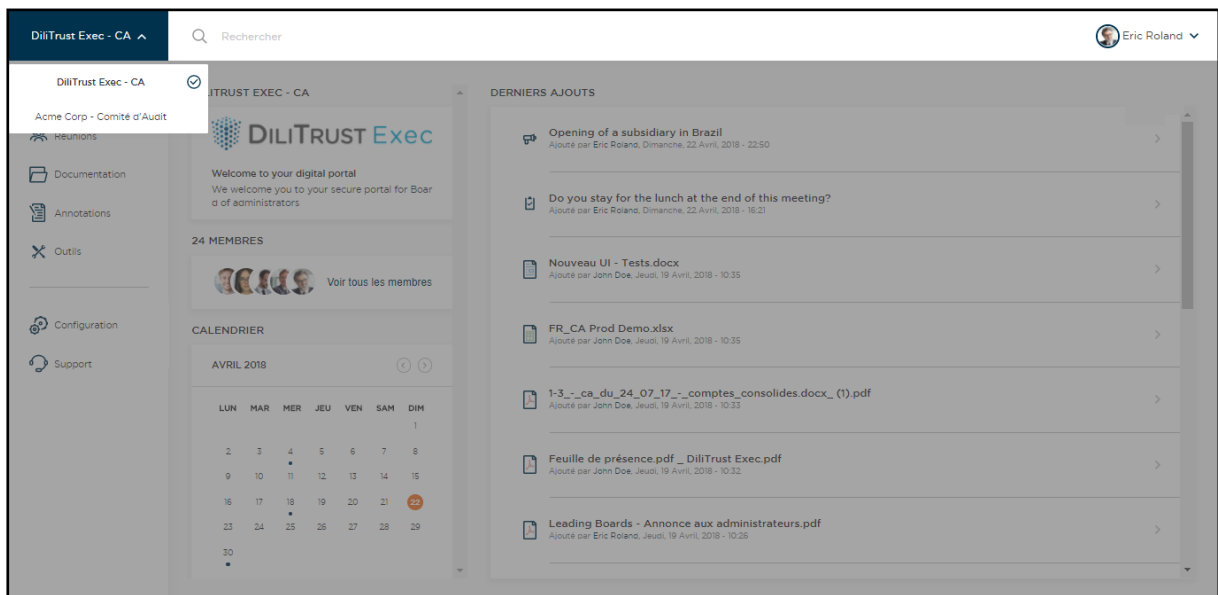 DiliTrust Exec - CA
Rechercher
Eric Roland
DiliTrust Exec - CA
Acme Corp - Comité d'Audit
Réunions
Documentation
Annotations
Outils
Configuration
Support
ITRUST EXEC - CA
DILITRUST Exec
Welcome to your digital portal
We welcome you to your secure portal for Boar
d of administrators
24 MEMBRES
Voir tous les membres
CALENDRIER
AVRIL 2018
LUN MAR MER JEU VEN SAM DIM
1
2 3 4 5 6 7 8
9 10 11 12 13 14 15
16 17 18 19 20 21 22
23 24 25 26 27 28 29
30
DERNIERS AJOUTS
Opening of a subsidiary in Brazil
Ajouté par Eric Roland, Dimanche, 22 Avril, 2018 - 22:50
Do you stay for the lunch at the end of this meeting?
Ajouté par Eric Roland, Dimanche, 22 Avril, 2018 - 16:21
Nouveau UI - Tests.docx
Ajouté par John Doe, Jeudi, 19 Avril, 2018 - 10:35
FR_CA Prod Demo.xlsx
Ajouté par John Doe, Jeudi, 19 Avril, 2018 - 10:35
1-3_-_ca_du_24_07_17_-_comptes_consolides.docx_ (1).pdf
Ajouté par John Doe, Jeudi, 19 Avril, 2018 - 10:33
Feuille de présence.pdf _ DiliTrust Exec.pdf
Ajouté par John Doe, Jeudi, 19 Avril, 2018 - 10:32
Leading Boards - Annonce aux administrateurs.pdf
Ajouté par Eric Roland, Jeudi, 19 Avril, 2018 - 10:26